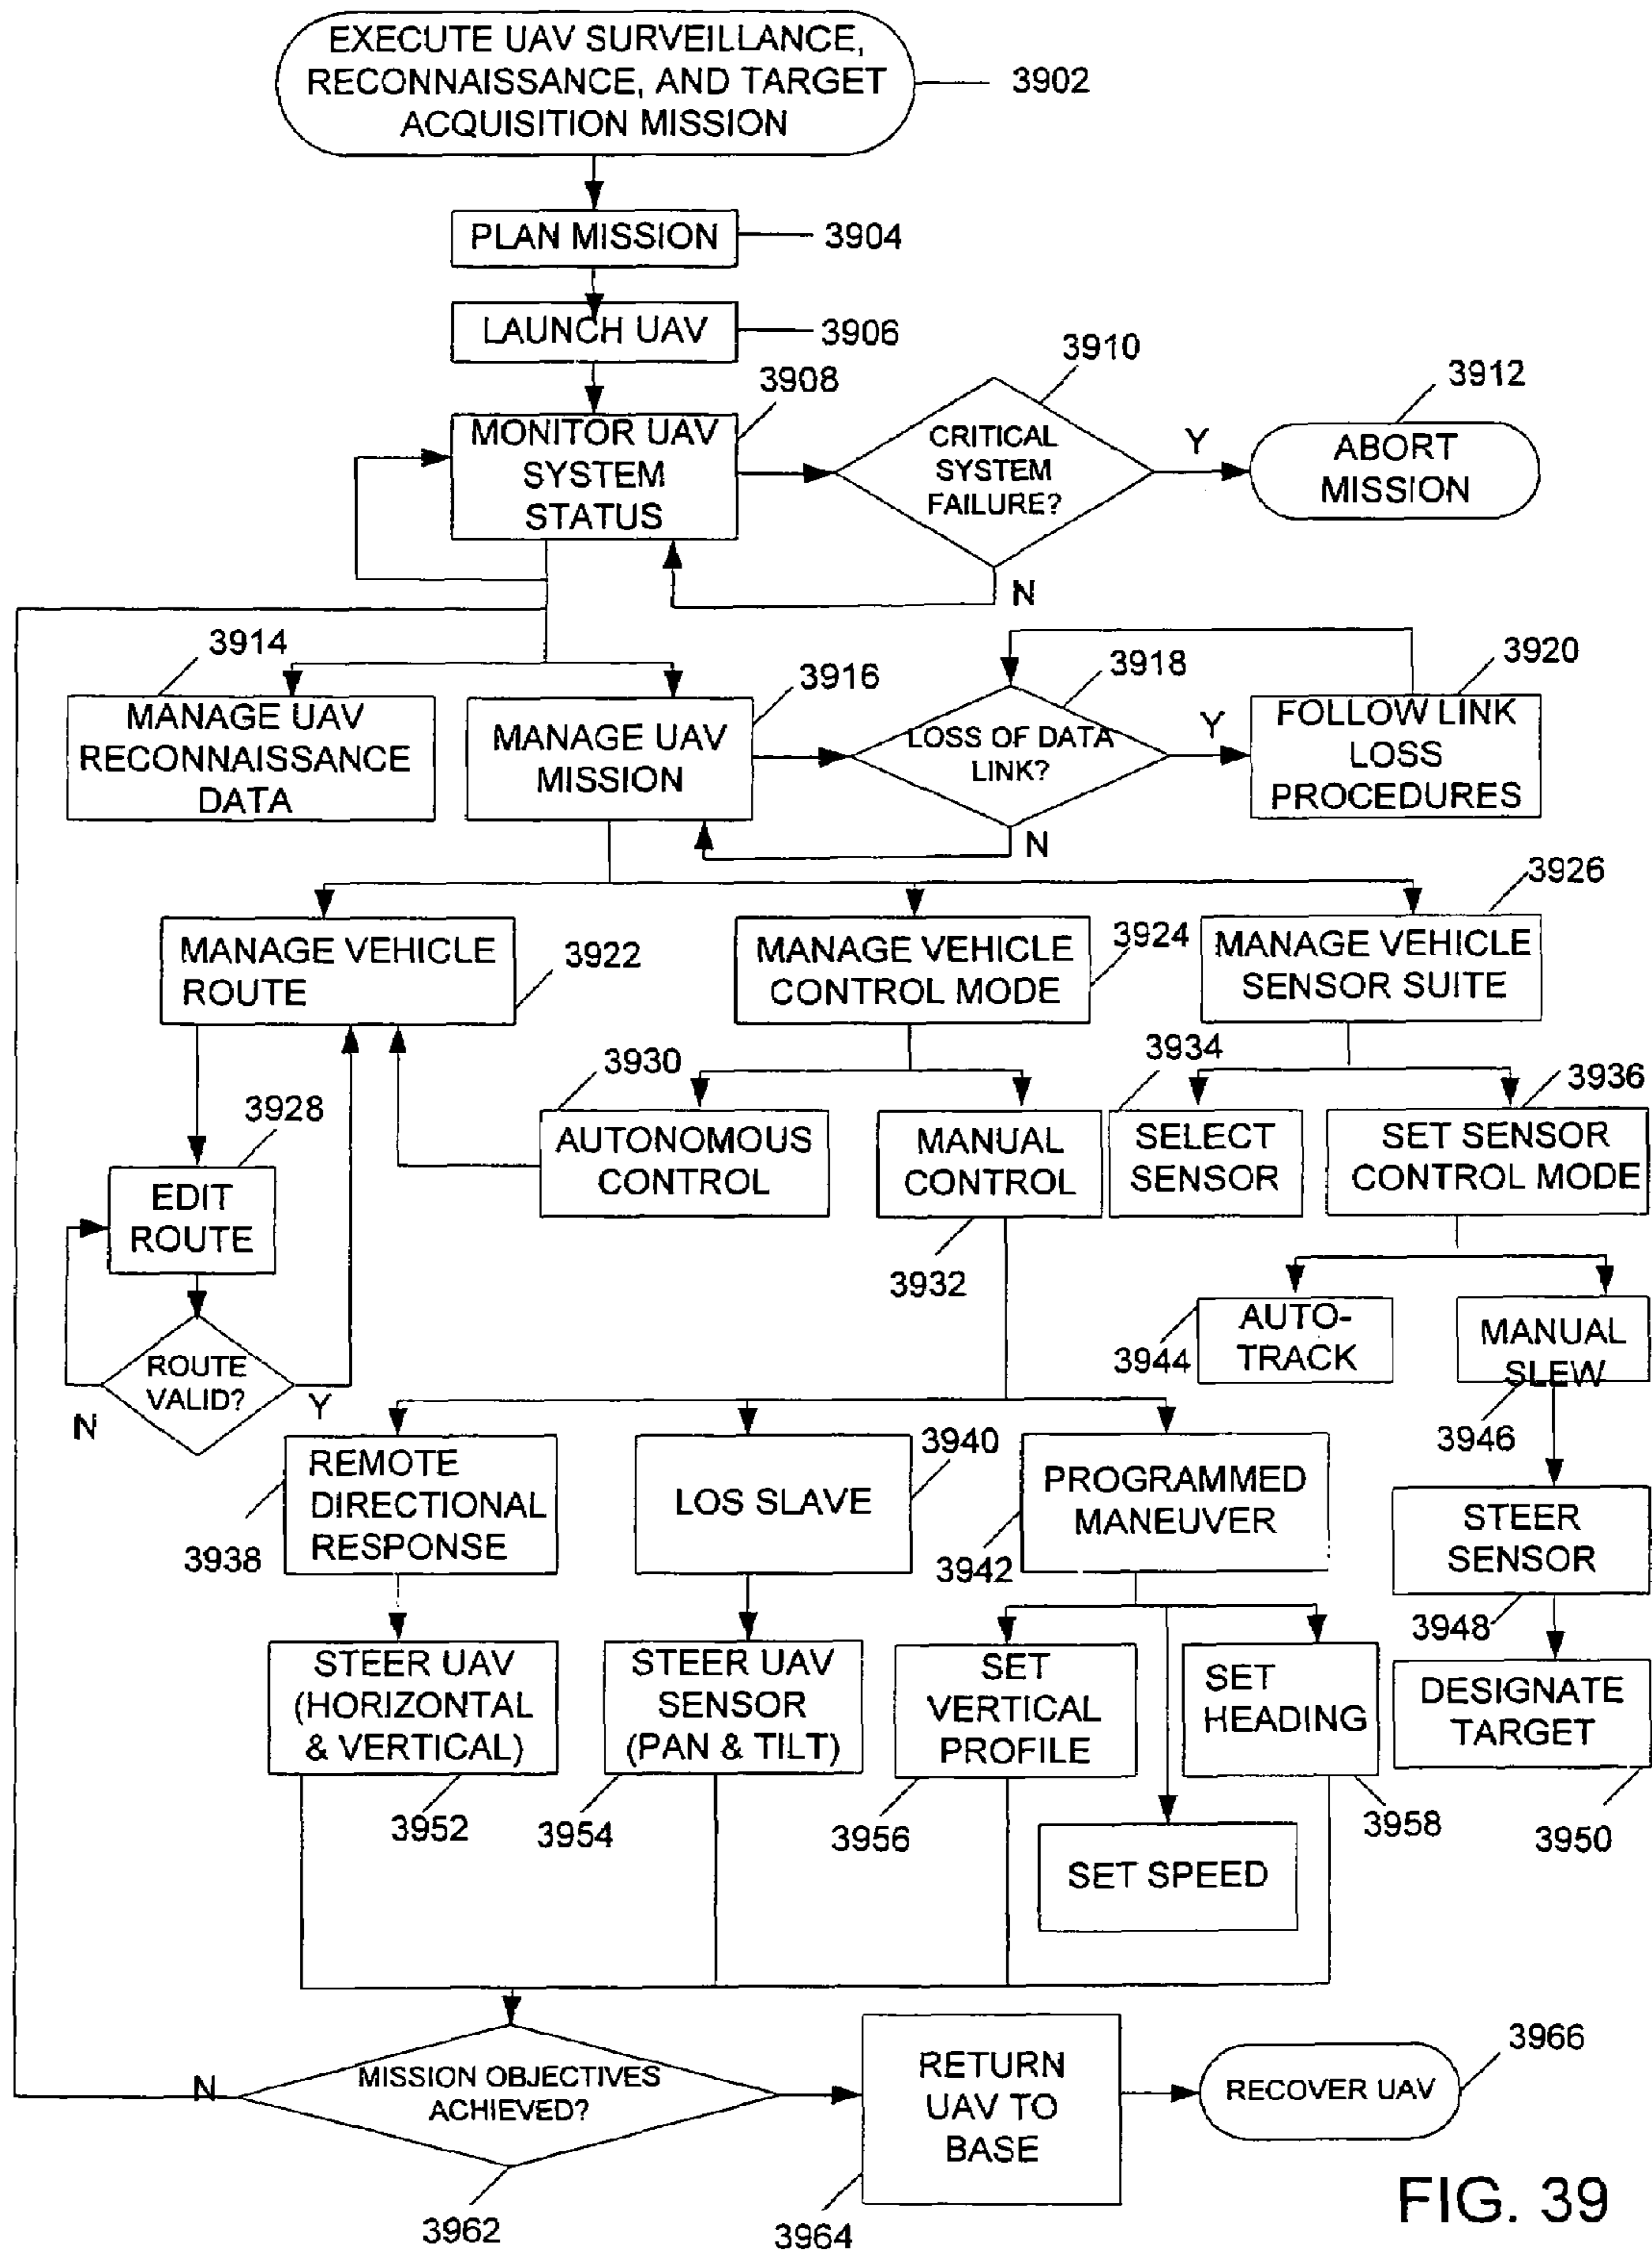 EXECUTE UAV SURVEILLANCE,
RECONNAISSANCE, AND TARGET
ACQUISITION MISSION
3902
PLAN MISSION
3904
LAUNCH UAV
3906
3908
MONITOR UAV
SYSTEM
STATUS
3910
CRITICAL
SYSTEM
FAILURE?
Y
N
3912
ABORT
MISSION
3914
MANAGE UAV
RECONNAISSANCE
DATA
3916
MANAGE UAV
MISSION
3918
LOSS OF DATA
LINK?
Y
N
3920
FOLLOW LINK
LOSS
PROCEDURES
MANAGE VEHICLE
ROUTE
3922
MANAGE VEHICLE
CONTROL MODE
3924
3926
MANAGE VEHICLE
SENSOR SUITE
3928
EDIT
ROUTE
ROUTE
VALID?
N
Y
3930
AUTONOMOUS
CONTROL
MANUAL
CONTROL
3932
3934
SELECT
SENSOR
3936
SET SENSOR
CONTROL MODE
AUTO-
TRACK
3944
MANUAL
SLEW
3946
REMOTE
DIRECTIONAL
RESPONSE
3938
LOS SLAVE
3940
PROGRAMMED
MANEUVER
3942
STEER
SENSOR
3948
STEER UAV
(HORIZONTAL
& VERTICAL)
3952
STEER UAV
SENSOR
(PAN & TILT)
3954
SET
VERTICAL
PROFILE
3956
SET
HEADING
3958
DESIGNATE
TARGET
3950
SET SPEED
N
MISSION OBJECTIVES
ACHIEVED?
3962
RETURN
UAV TO
BASE
3964
RECOVER UAV
3966
FIG. 39